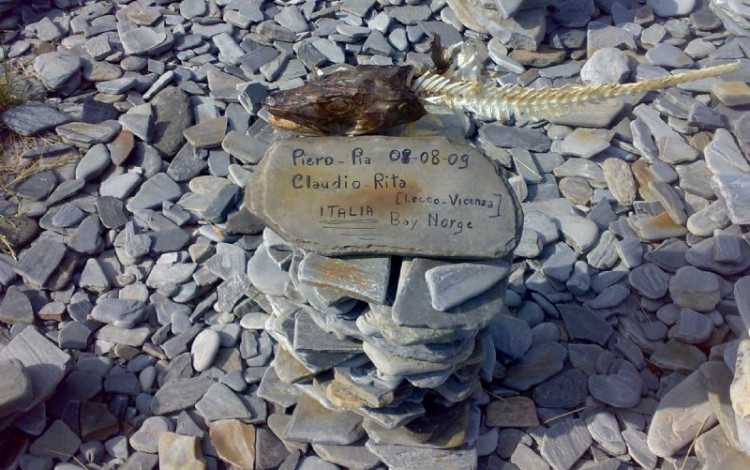 Piero - Pia 08-08-09
Claudio - Rita
[Lecco - Vicenza]
ITALIA Boy Norge